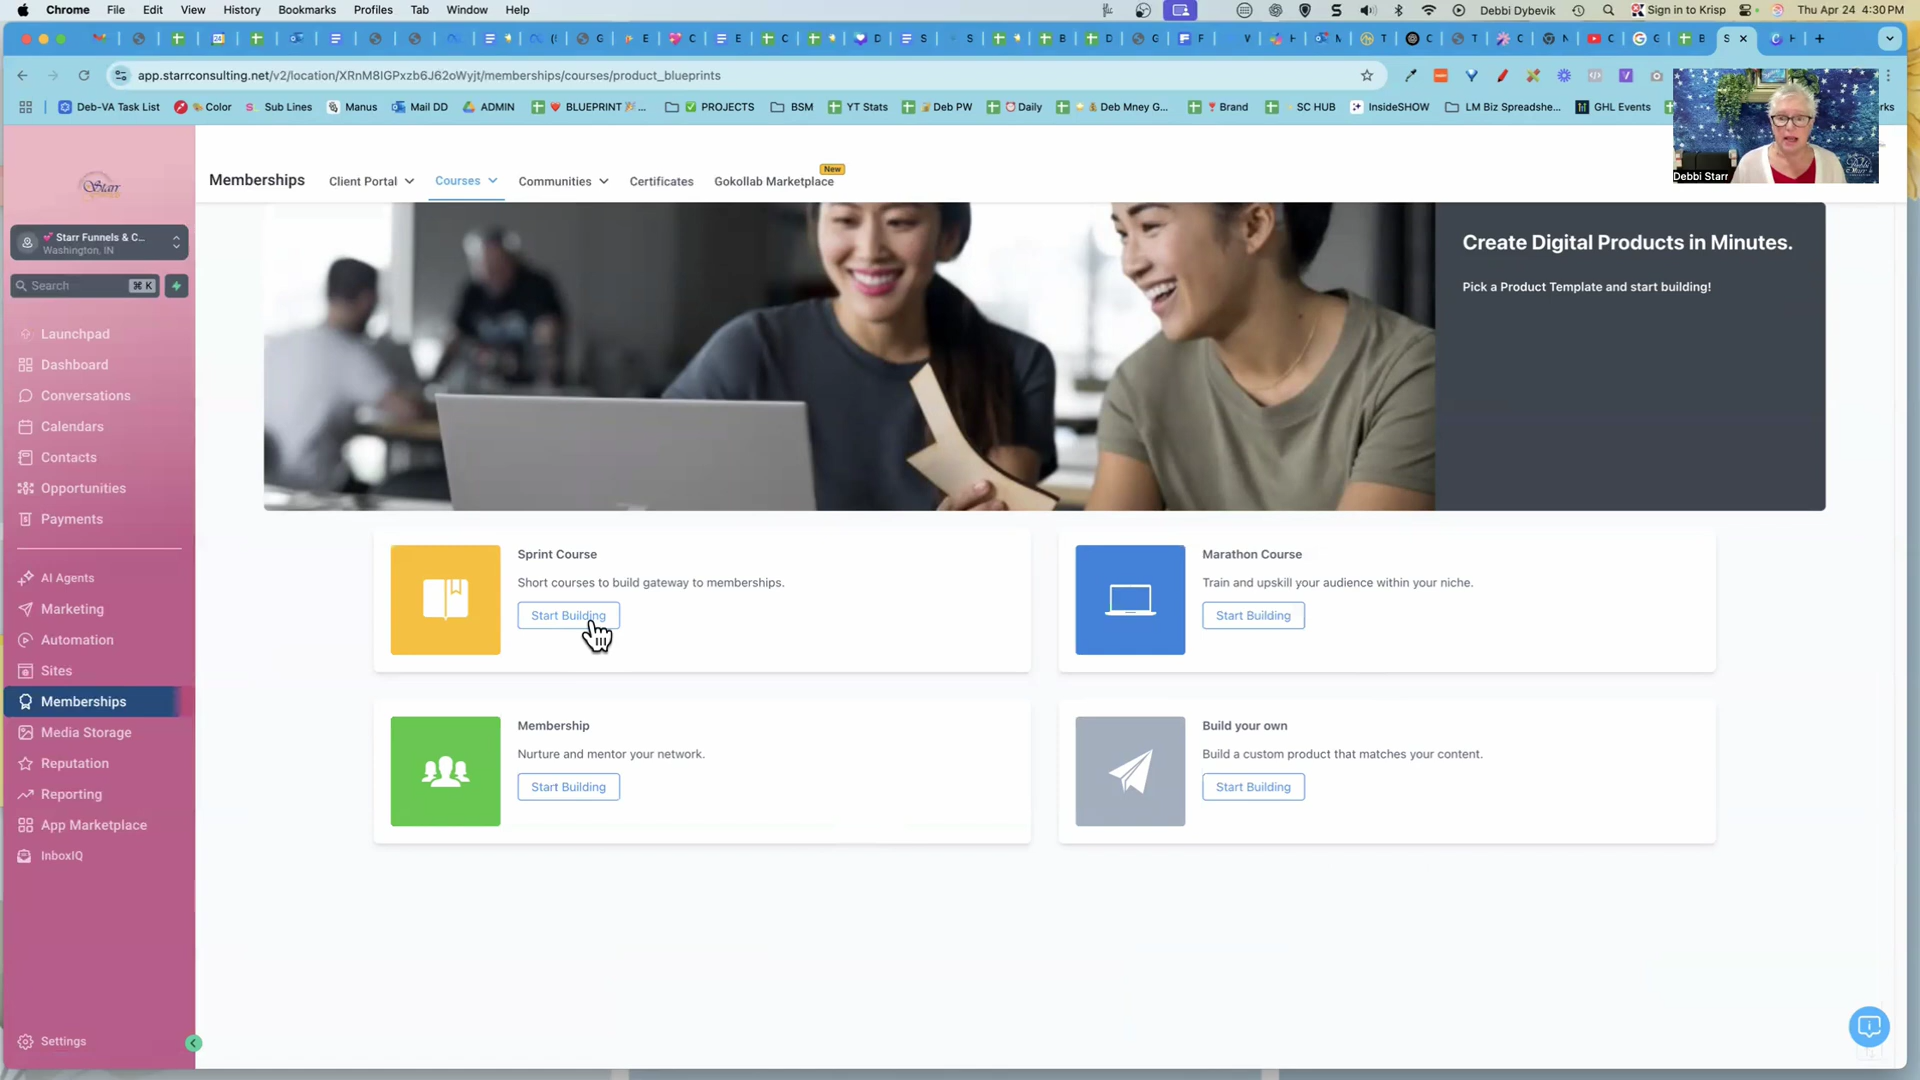 Chrome File Edit View History Bookmarks Profiles Tab Window Help
Debbi Dybevik Sign in to Krisp Thu Apr 24 4:30 PM
app.starrconsulting.net/v2/location/XRnM8IGPxzb6J62oWyjt/memberships/courses/product_blueprints
Deb-VA Task List Color Sub Lines Manus Mail DD ADMIN BLUEPRINT ... PROJECTS BSM YT Stats Deb PW Daily Deb Mney G... Brand SC HUB InsideSHOW LM Biz Spreadshe... GHL Events
Debbi Starr
Starr
Starr Funnels & C...
Washington, IN
Search ⌘ K
Launchpad
Dashboard
Conversations
Calendars
Contacts
Opportunities
Payments
AI Agents
Marketing
Automation
Sites
Memberships
Media Storage
Reputation
Reporting
App Marketplace
InboxIQ
Settings
Memberships Client Portal Courses Communities Certificates Gokollab Marketplace New
Create Digital Products in Minutes.
Pick a Product Template and start building!
Sprint Course
Short courses to build gateway to memberships.
Start Building
Marathon Course
Train and upskill your audience within your niche.
Start Building
Membership
Nurture and mentor your network.
Start Building
Build your own
Build a custom product that matches your content.
Start Building